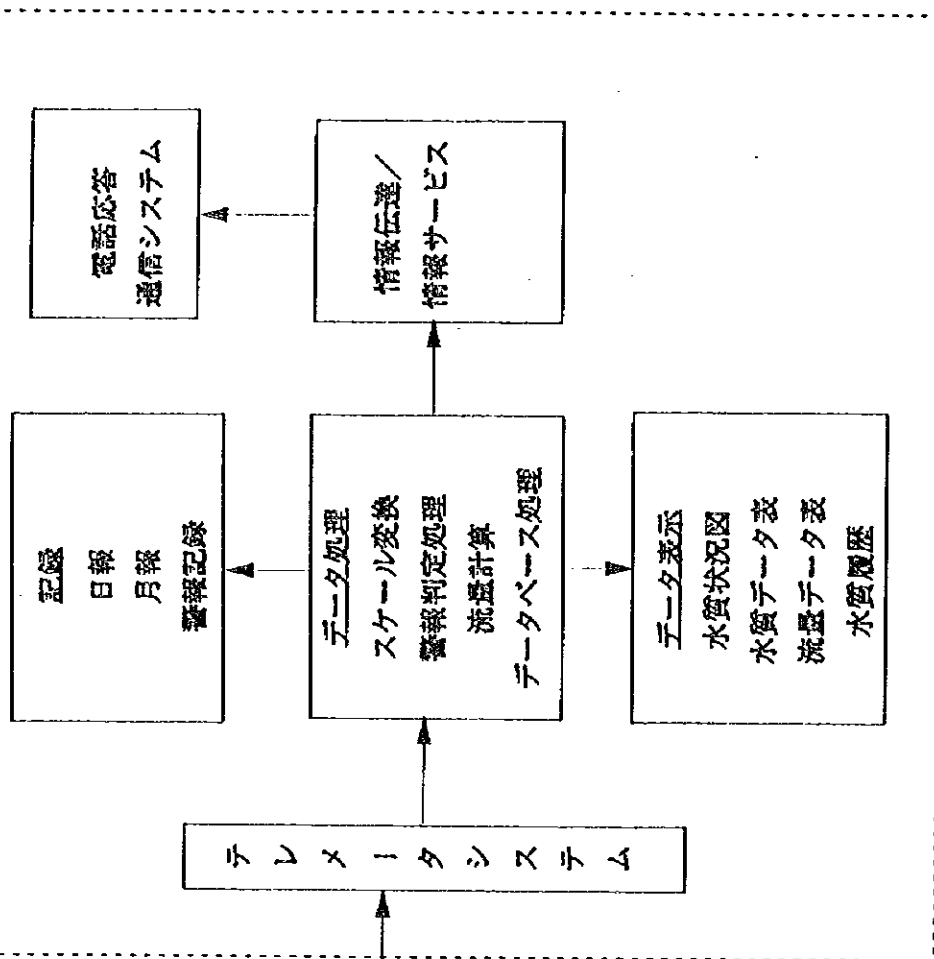 電話応答
通信システム
情報伝達／
情報サービス
記録
日報
月報
警報記録
データ処理
スケール変換
警報判定処理
流量計算
データベース処理
データ表示
水質状況図
水質データ表
流量データ表
水質履歴
テレメータシステム